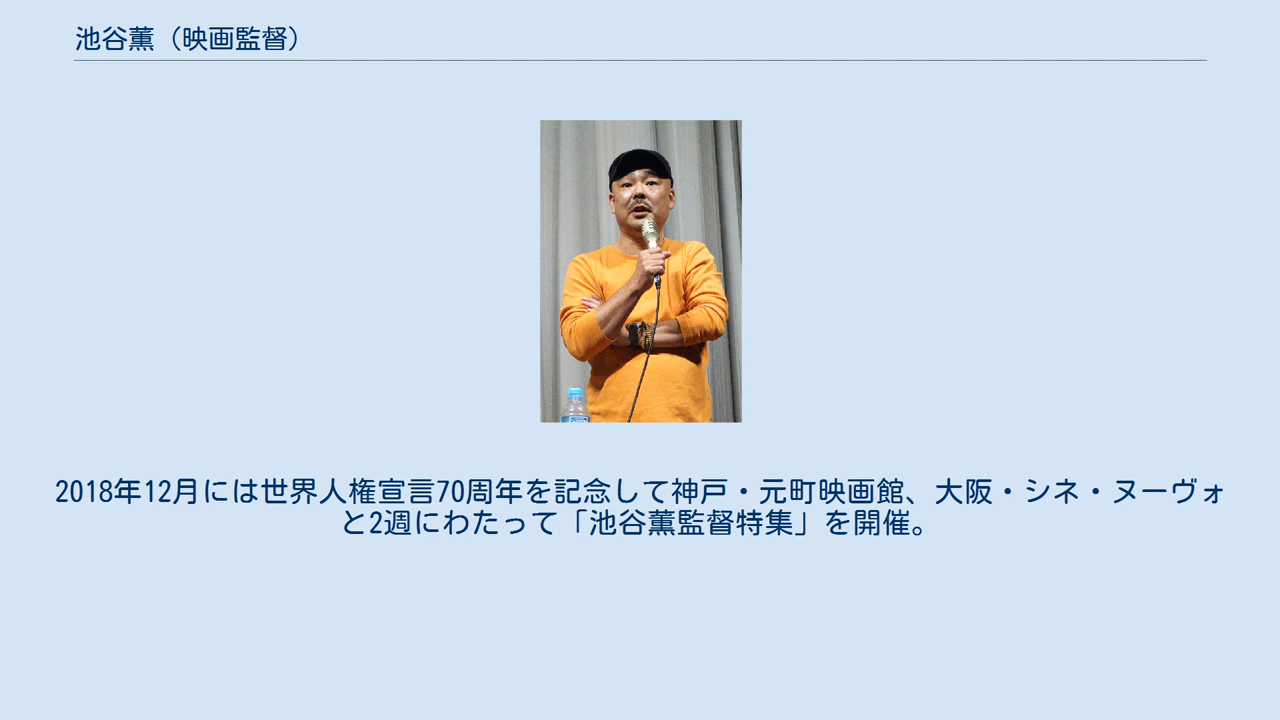 池谷薫（映画監督）
2018年12月には世界人権宣言70周年を記念して神戸・元町映画館、大阪・シネ・ヌーヴォ
と2週にわたって「池谷薫監督特集」を開催。